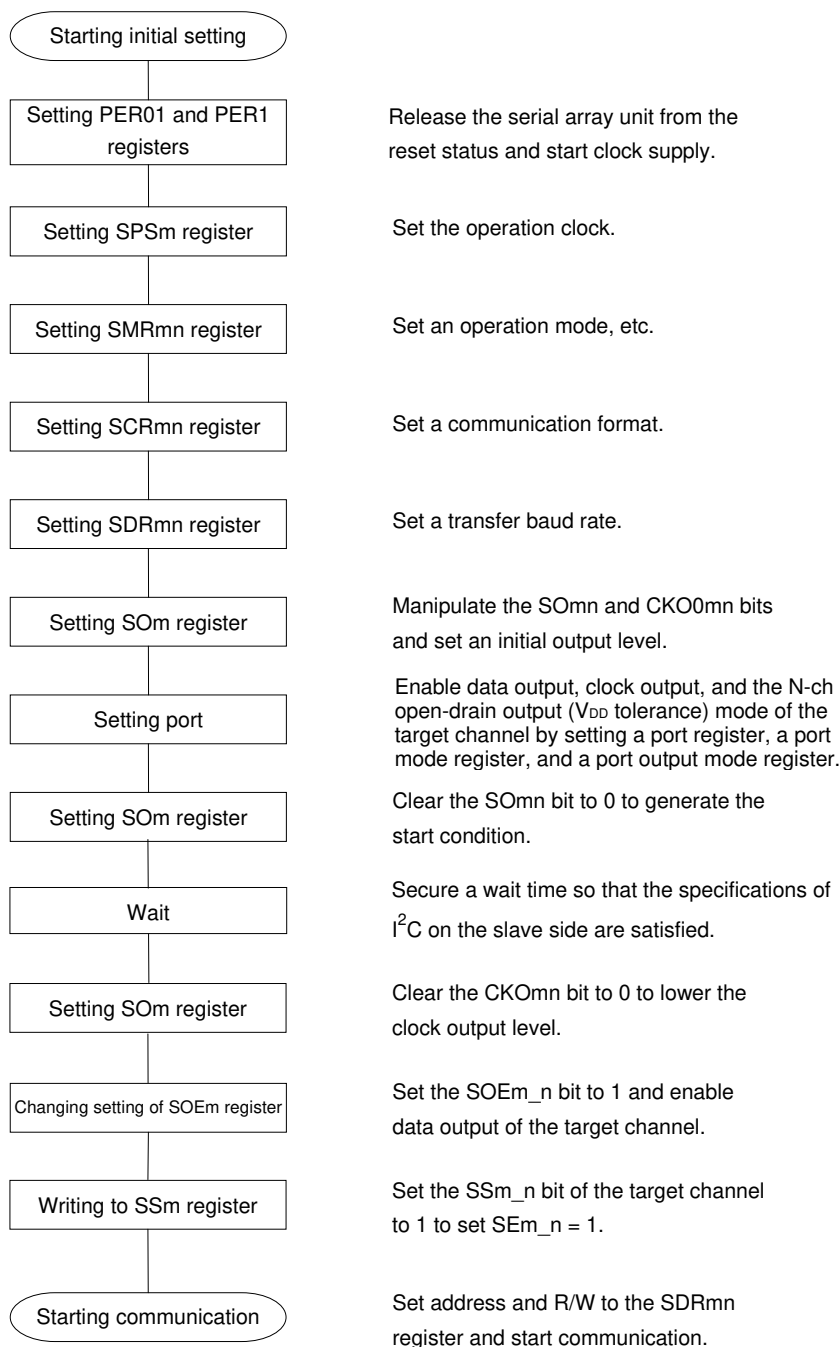 Starting initial setting
Setting PER01 and PER1
registers
Release the serial array unit from the
reset status and start clock supply.
Setting SPSm register
Set the operation clock.
Setting SMRmn register
Set an operation mode, etc.
Setting SCRmn register
Set a communication format.
Setting SDRmn register
Set a transfer baud rate.
Setting SOm register
Manipulate the SOmn and CKO0mn bits
and set an initial output level.
Setting port
Enable data output, clock output, and the N-ch
open-drain output (VDD tolerance) mode of the
target channel by setting a port register, a port
mode register, and a port output mode register.
Setting SOm register
Clear the SOmn bit to 0 to generate the
start condition.
Wait
Secure a wait time so that the specifications of
I²C on the slave side are satisfied.
Setting SOm register
Clear the CKOmn bit to 0 to lower the
clock output level.
Changing setting of SOEm register
Set the SOEm_n bit to 1 and enable
data output of the target channel.
Writing to SSm register
Set the SSm_n bit of the target channel
to 1 to set SEm_n = 1.
Starting communication
Set address and R/W to the SDRmn
register and start communication.